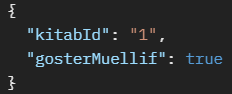 {
  "kitabId": "1",
  "gosterMuellif": true
}